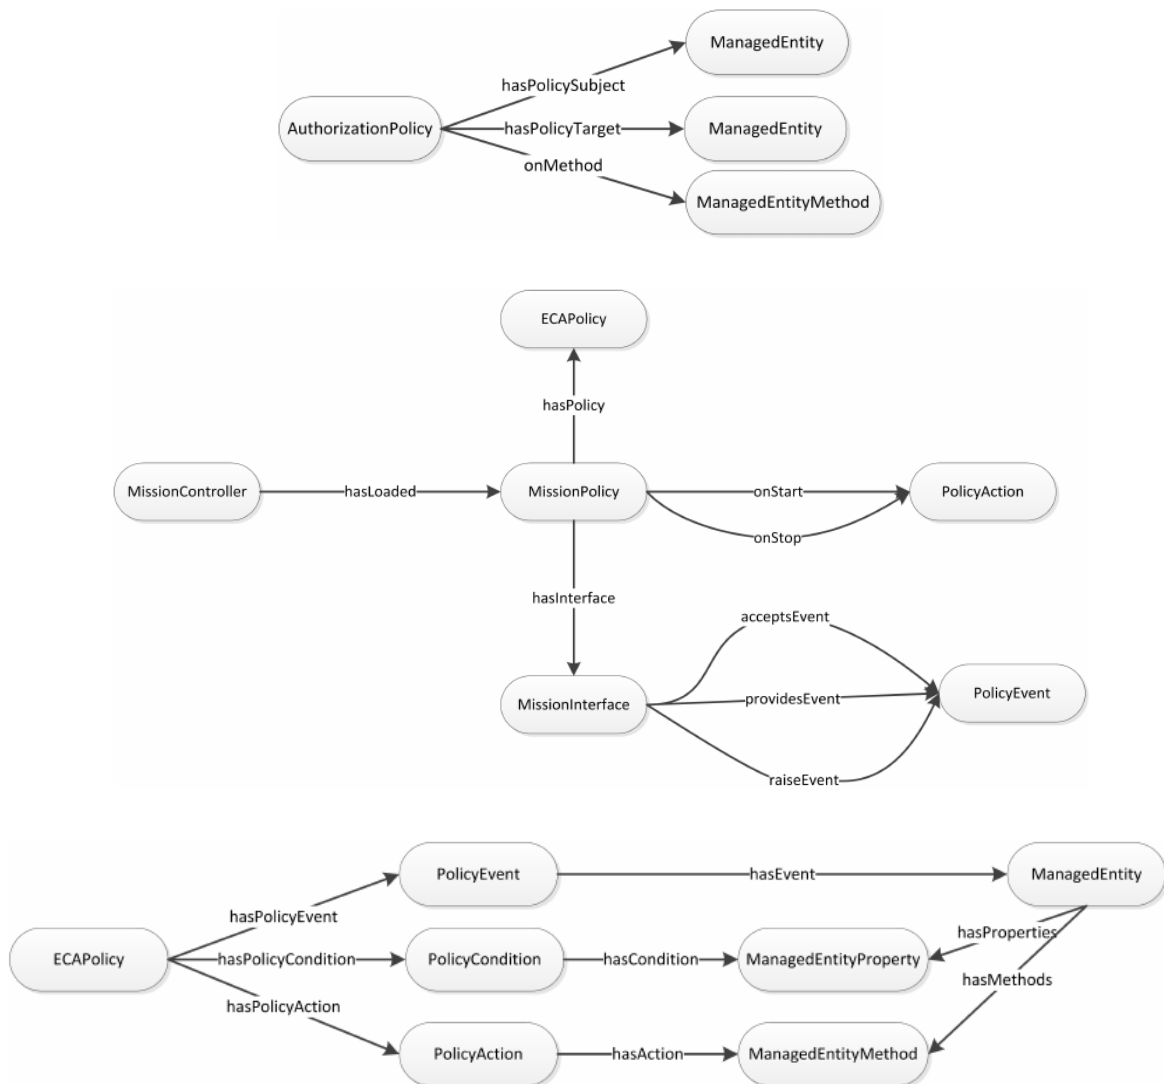 ManagedEntity
hasPolicySubject
AuthorizationPolicy
hasPolicyTarget
ManagedEntity
onMethod
ManagedEntityMethod
ECAPolicy
hasPolicy
MissionController
hasLoaded
MissionPolicy
onStart
PolicyAction
onStop
hasInterface
acceptsEvent
MissionInterface
providesEvent
PolicyEvent
raiseEvent
PolicyEvent
hasEvent
ManagedEntity
hasPolicyEvent
hasProperties
ECAPolicy
hasPolicyCondition
PolicyCondition
hasCondition
ManagedEntityProperty
hasMethods
hasPolicyAction
PolicyAction
hasAction
ManagedEntityMethod